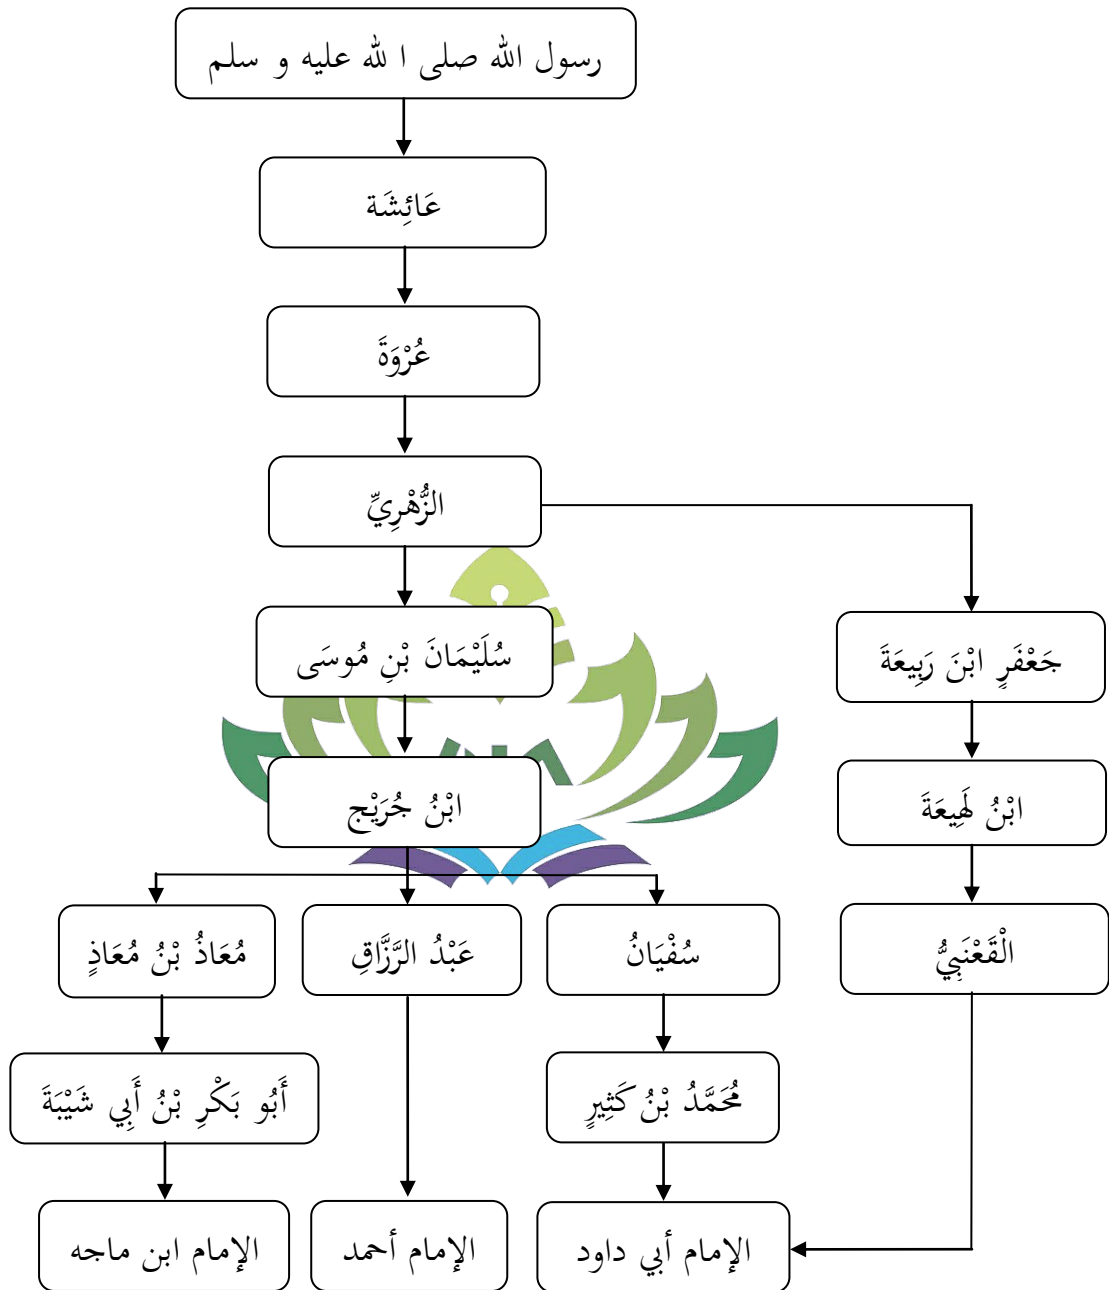 رسول الله صلى ا لله عليه و سلم
عَائِشَة
عُرْوَةَ
الزُّهْرِيِّ
سُلَيْمَانَ بْنِ مُوسَى
جَعْفَرٍ ابْنَ رَبِيعَةَ
ابْنُ جُرَيْج
ابْنُ لَهِيعَةَ
مُعَاذُ بْنُ مُعَاذٍ
عَبْدُ الرَّزَّاقِ
سُفْيَانُ
الْقَعْنَبِيُّ
أَبُو بَكْرِ بْنُ أَبِي شَيْبَةَ
مُحَمَّدُ بْنُ كَثِيرٍ
الإمام ابن ماجه
الإمام أحمد
الإمام أبي داود